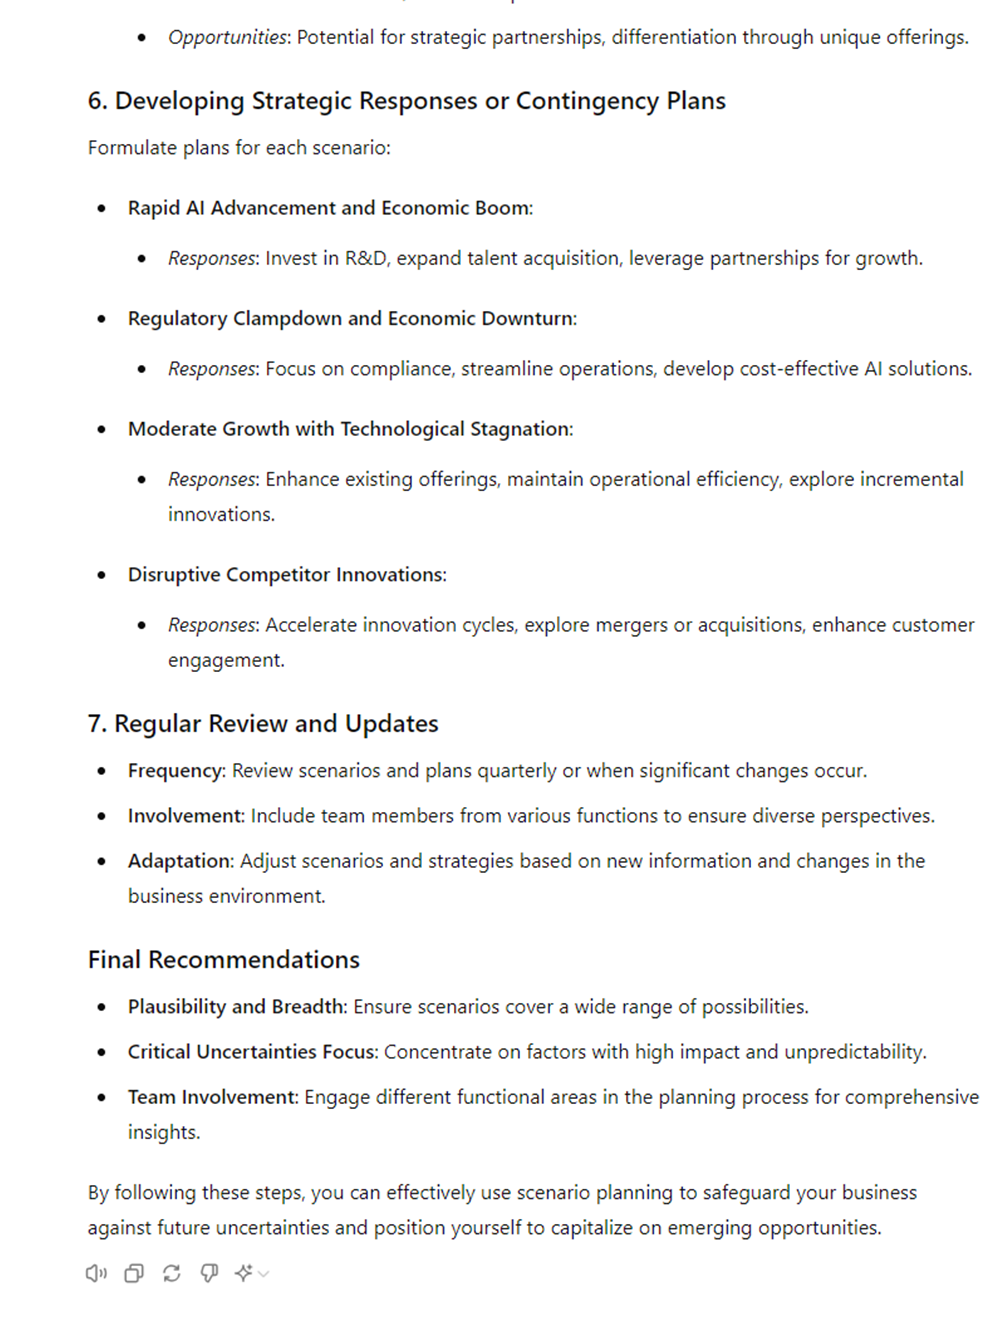 • Opportunities: Potential for strategic partnerships, differentiation through unique offerings.
6. Developing Strategic Responses or Contingency Plans
Formulate plans for each scenario:
• Rapid AI Advancement and Economic Boom:
• Responses: Invest in R&D, expand talent acquisition, leverage partnerships for growth.
• Regulatory Clampdown and Economic Downturn:
• Responses: Focus on compliance, streamline operations, develop cost-effective AI solutions.
• Moderate Growth with Technological Stagnation:
• Responses: Enhance existing offerings, maintain operational efficiency, explore incremental
innovations.
• Disruptive Competitor Innovations:
• Responses: Accelerate innovation cycles, explore mergers or acquisitions, enhance customer
engagement.
7. Regular Review and Updates
• Frequency: Review scenarios and plans quarterly or when significant changes occur.
• Involvement: Include team members from various functions to ensure diverse perspectives.
• Adaptation: Adjust scenarios and strategies based on new information and changes in the
business environment.
Final Recommendations
• Plausibility and Breadth: Ensure scenarios cover a wide range of possibilities.
• Critical Uncertainties Focus: Concentrate on factors with high impact and unpredictability.
• Team Involvement: Engage different functional areas in the planning process for comprehensive
insights.
By following these steps, you can effectively use scenario planning to safeguard your business
against future uncertainties and position yourself to capitalize on emerging opportunities.